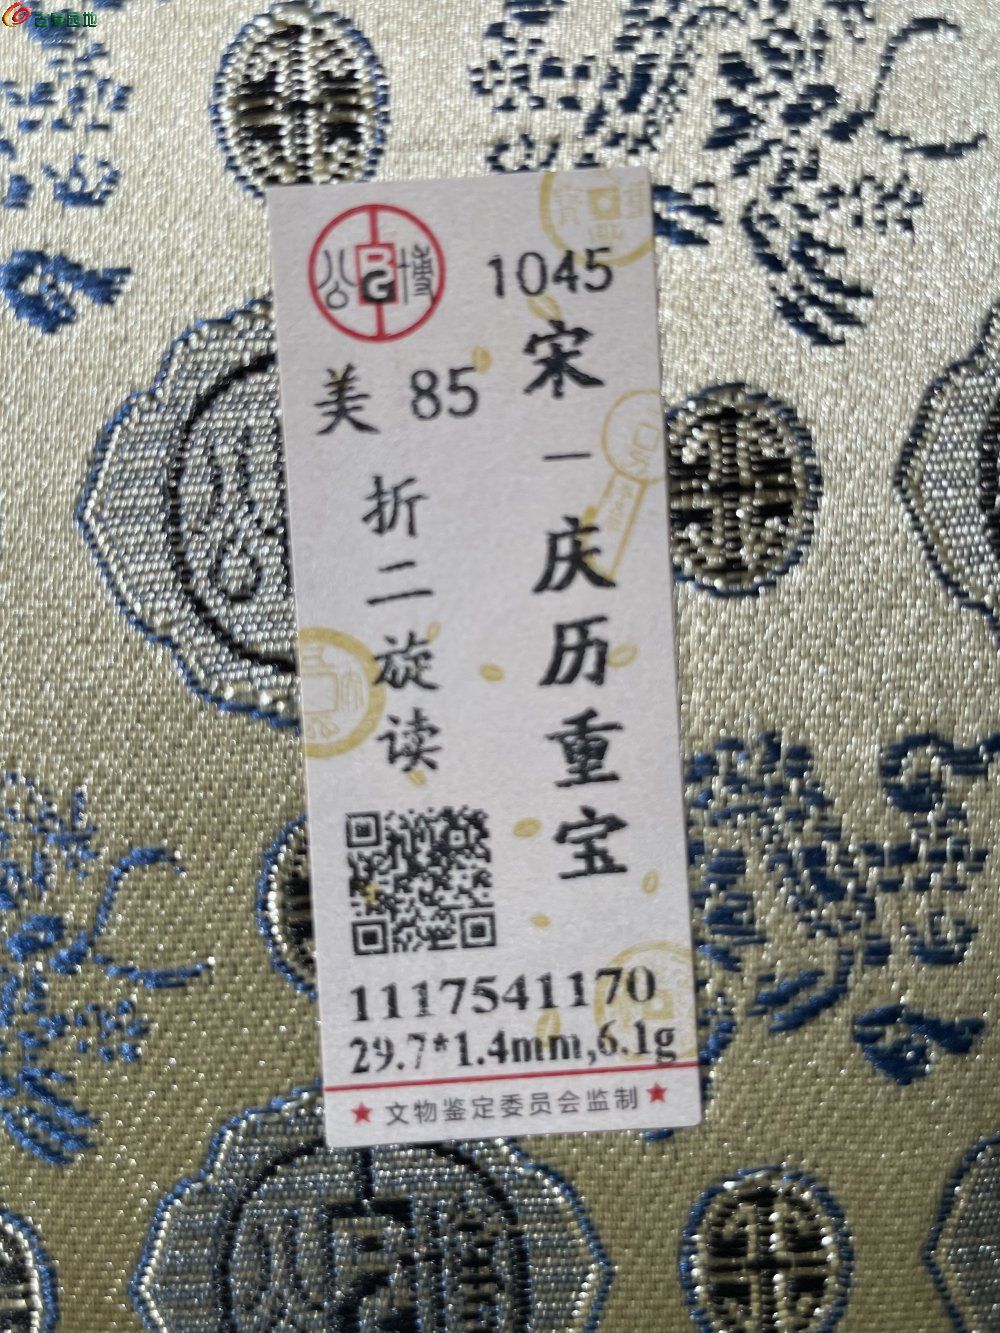 公博
BG
1045
宋一庆历重宝
美 85
折二旋读
1117541170
29.7*1.4mm,6.1g
★ 文物鉴定委员会监制 ★